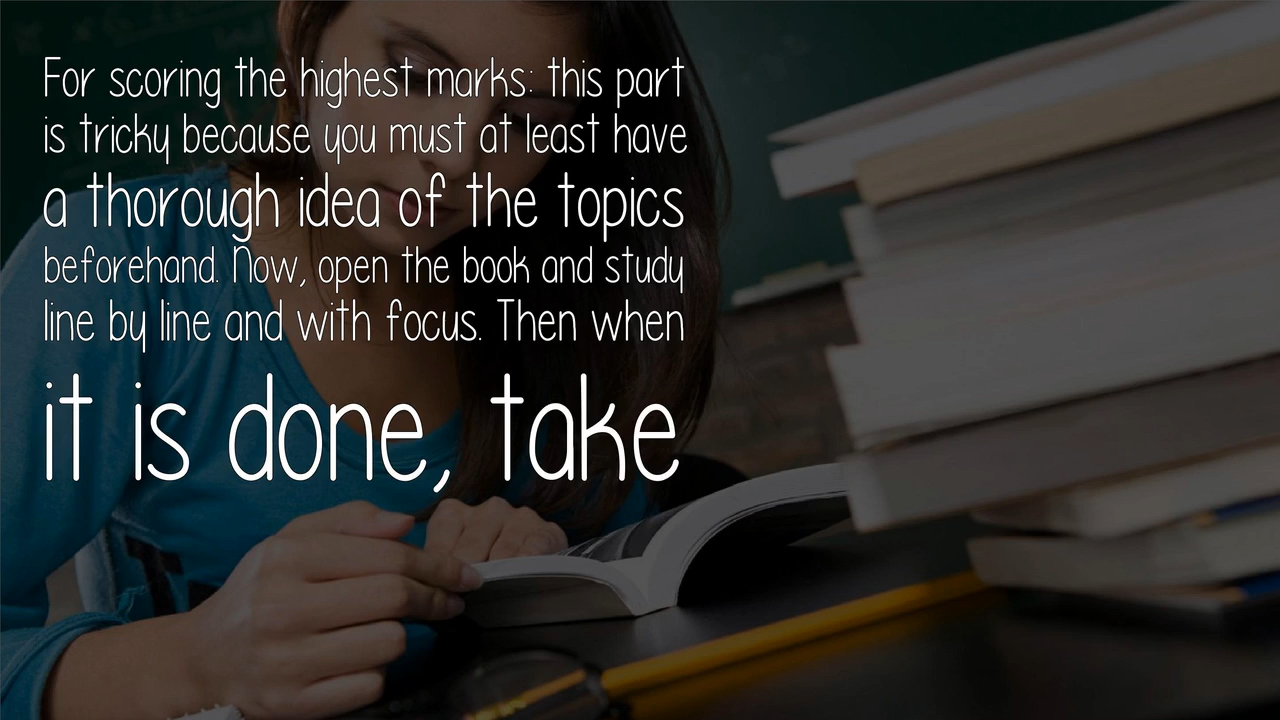 For scoring the highest marks: this part
is tricky because you must at least have
a thorough idea of the topics
beforehand. Now, open the book and study
line by line and with focus. Then when
it is done, take